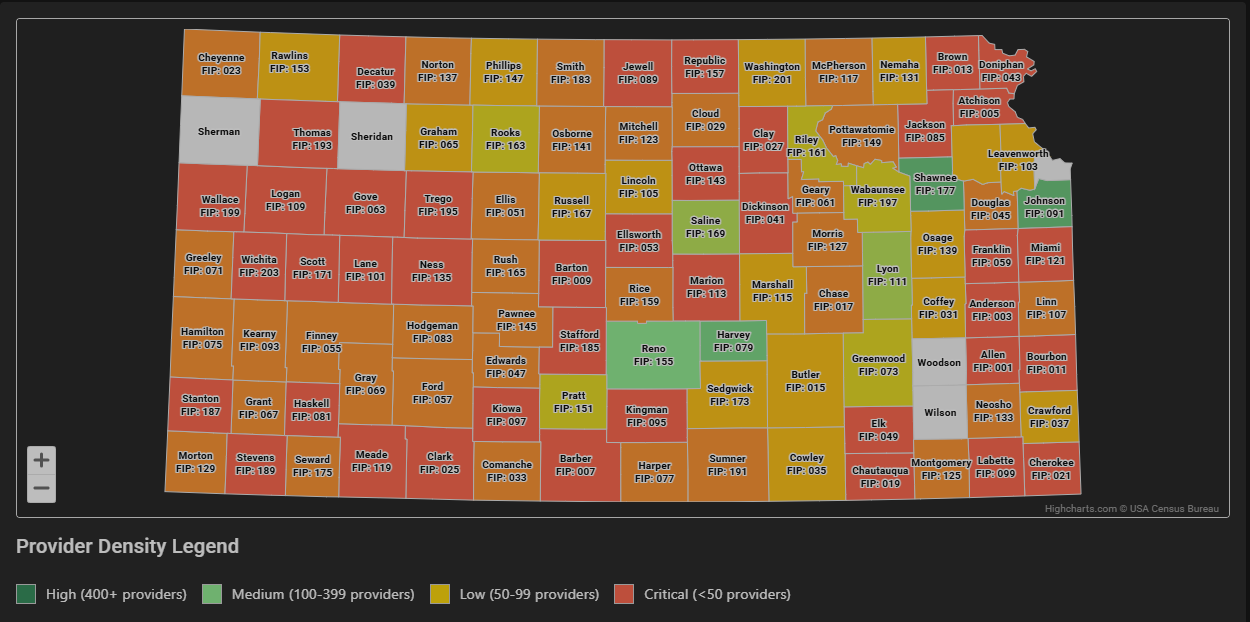 Cheyenne
FIP: 023
Rawlins
FIP: 153
Decatur
FIP: 039
Norton
FIP: 137
Phillips
FIP: 147
Smith
FIP: 183
Jewell
FIP: 089
Republic
FIP: 157
Washington
FIP: 201
McPherson
FIP: 117
Nemaha
FIP: 131
Brown
FIP: 013
Doniphan
FIP: 043
Sherman
Thomas
FIP: 193
Sheridan
Graham
FIP: 065
Rooks
FIP: 163
Osborne
FIP: 141
Mitchell
FIP: 123
Cloud
FIP: 029
Clay
FIP: 027
Riley
FIP: 161
Pottawatomie
FIP: 149
Jackson
FIP: 085
Atchison
FIP: 005
Leavenworth
FIP: 103
Wallace
FIP: 199
Logan
FIP: 109
Gove
FIP: 063
Trego
FIP: 195
Ellis
FIP: 051
Russell
FIP: 167
Lincoln
FIP: 105
Ottawa
FIP: 143
Saline
FIP: 169
Dickinson
FIP: 041
Geary
FIP: 061
Wabaunsee
FIP: 197
Shawnee
FIP: 177
Douglas
FIP: 045
Johnson
FIP: 091
Greeley
FIP: 071
Wichita
FIP: 203
Scott
FIP: 171
Lane
FIP: 101
Ness
FIP: 135
Rush
FIP: 165
Barton
FIP: 009
Ellsworth
FIP: 053
Rice
FIP: 159
Marion
FIP: 113
Marshall
FIP: 115
Morris
FIP: 127
Chase
FIP: 017
Lyon
FIP: 111
Osage
FIP: 139
Coffey
FIP: 031
Franklin
FIP: 059
Miami
FIP: 121
Anderson
FIP: 003
Linn
FIP: 107
Hamilton
FIP: 075
Kearny
FIP: 093
Finney
FIP: 055
Hodgeman
FIP: 083
Pawnee
FIP: 145
Edwards
FIP: 047
Stafford
FIP: 185
Reno
FIP: 155
Harvey
FIP: 079
Sedgwick
FIP: 173
Butler
FIP: 015
Greenwood
FIP: 073
Woodson
Allen
FIP: 001
Bourbon
FIP: 011
Stanton
FIP: 187
Grant
FIP: 067
Haskell
FIP: 081
Gray
FIP: 069
Ford
FIP: 057
Kiowa
FIP: 097
Pratt
FIP: 151
Kingman
FIP: 095
Elk
FIP: 049
Wilson
Neosho
FIP: 133
Crawford
FIP: 037
Morton
FIP: 129
Stevens
FIP: 189
Seward
FIP: 175
Meade
FIP: 119
Clark
FIP: 025
Comanche
FIP: 033
Barber
FIP: 007
Harper
FIP: 077
Sumner
FIP: 191
Cowley
FIP: 035
Chautauqua
FIP: 019
Montgomery
FIP: 125
Labette
FIP: 099
Cherokee
FIP: 021
+
−
Highcharts.com © USA Census Bureau
Provider Density Legend
High (400+ providers)
Medium (100-399 providers)
Low (50-99 providers)
Critical (<50 providers)